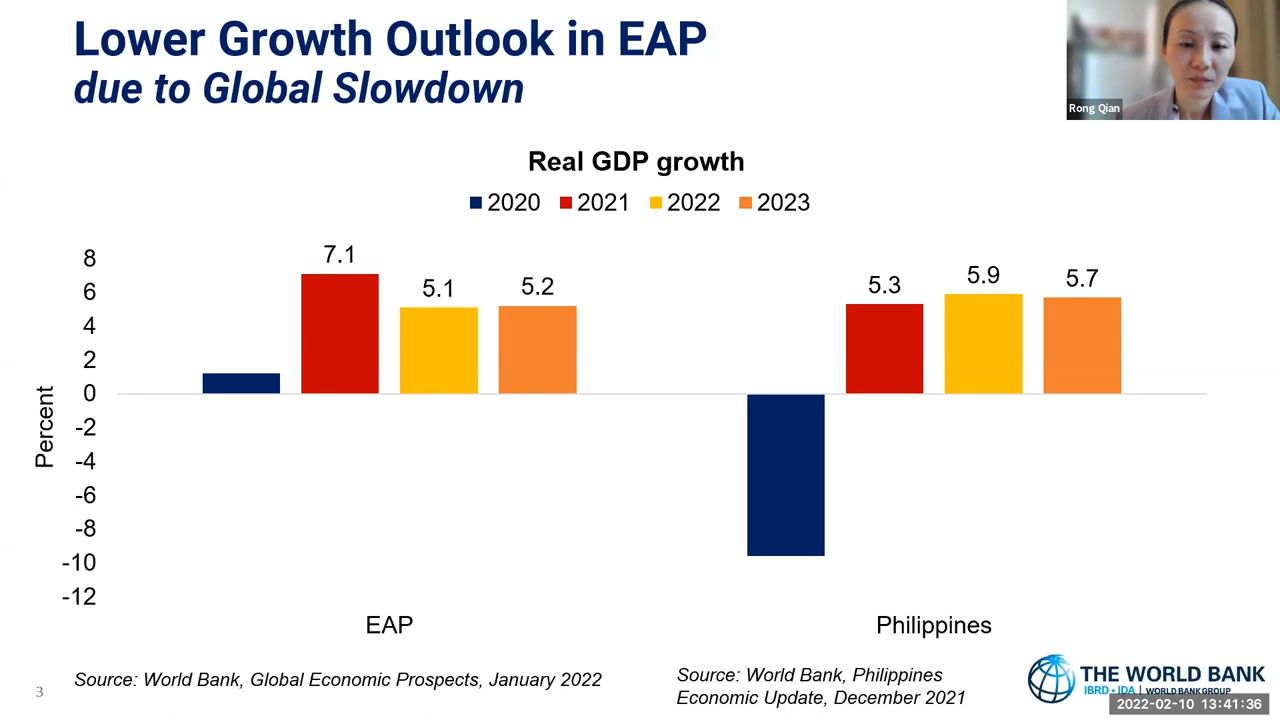 Lower Growth Outlook in EAP
due to Global Slowdown
Rong Qian
Real GDP growth
2020 2021 2022 2023
Percent
8
6
4
2
0
-2
-4
-6
-8
-10
-12
7.1
5.1
5.2
5.3
5.9
5.7
EAP
Philippines
Source: World Bank, Global Economic Prospects, January 2022
Source: World Bank, Philippines
Economic Update, December 2021
3
THE WORLD BANK
IBRD • IDA | WORLD BANK GROUP
2022-02-10 13:41:36